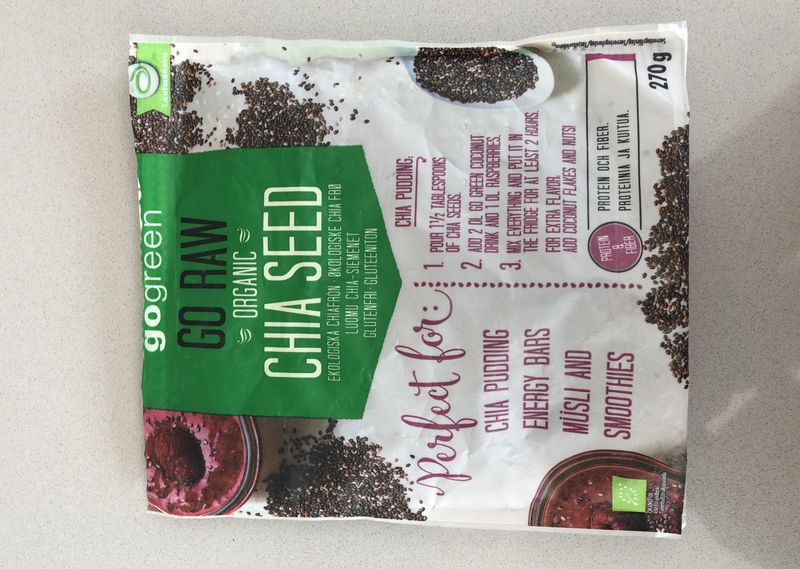 gogreen
GO RAW
ORGANIC
CHIA SEED
EKOLOGISKA CHIAFRÖN · ØKOLOGISKE CHIA FRØ
LUOMU CHIA-SIEMENET
GLUTENFRI · GLUTEENITON
Perfect for:
CHIA PUDDING
ENERGY BARS
MÜSLI AND
SMOOTHIES
CHIA PUDDING:
1. POUR 1 1/2 TABLESPOONS
OF CHIA SEEDS.
2. ADD 2 DL GO GREEN COCONUT
DRINK AND 1 DL RASPBERRIES.
3. MIX EVERYTHING AND PUT IT IN
THE FRIDGE FOR AT LEAST 2 HOURS.
FOR EXTRA FLAVOR
ADD COCONUT FLAKES AND NUTS!
PROTEIN
&
FIBER
PROTEIN OCH FIBER.
PROTEIINIA JA KUITUA.
270g